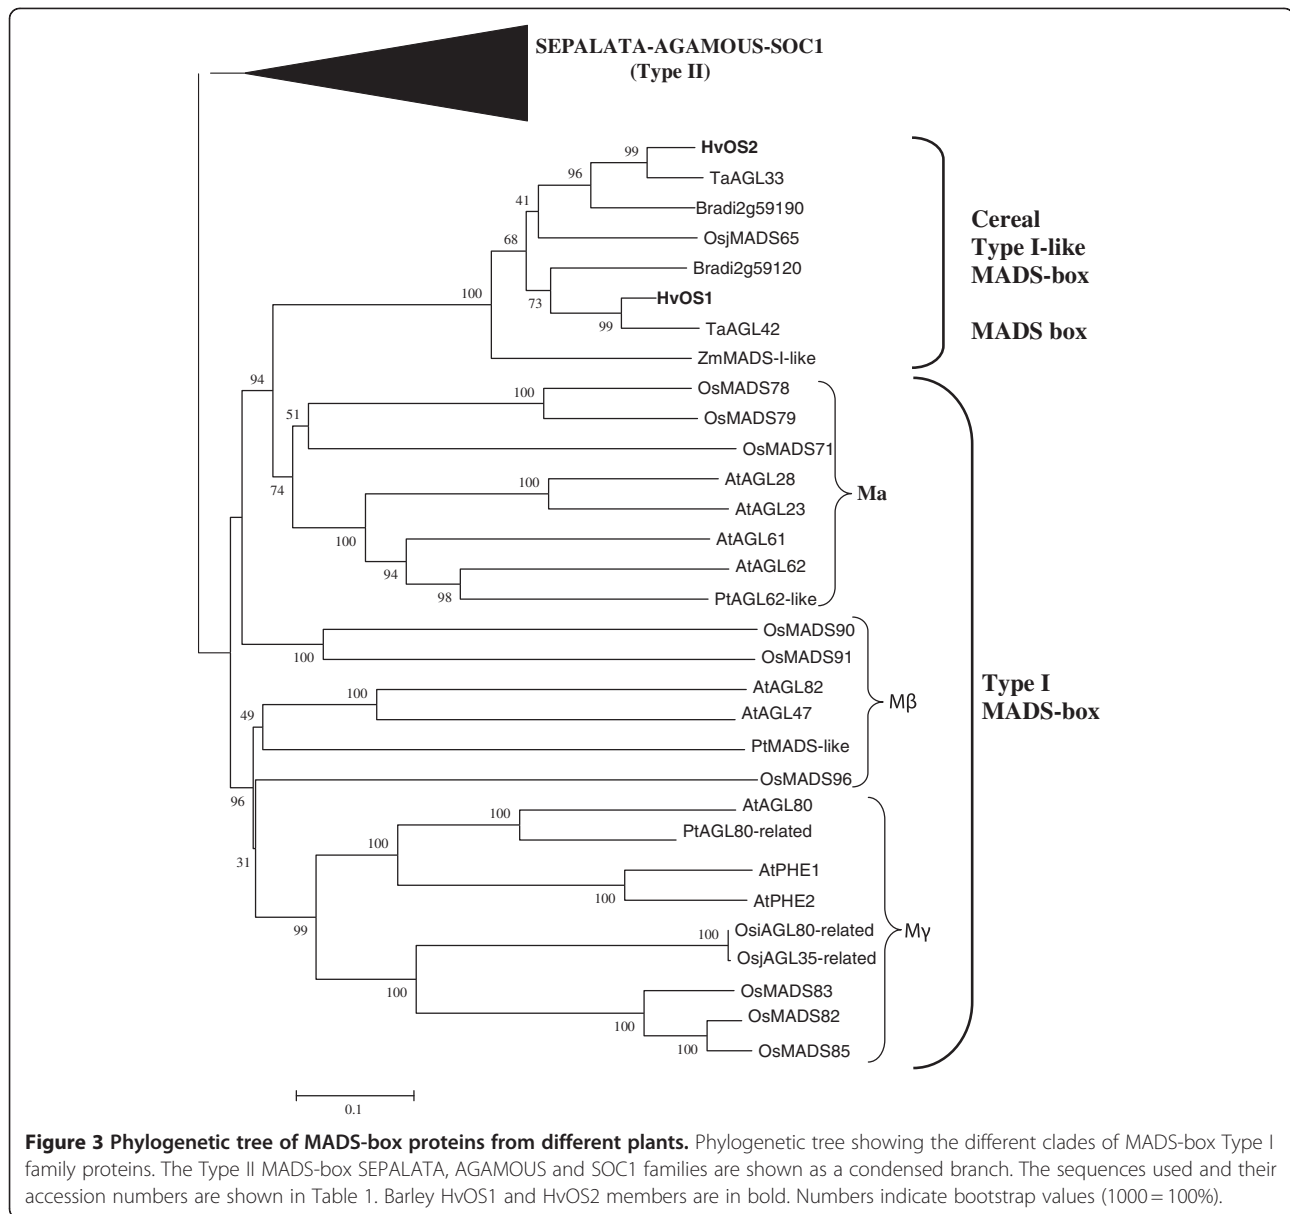 SEPALATA-AGAMOUS-SOC1
(Type II)
99
HvOS2
TaAGL33
96
Bradi2g59190
41
OsjMADS65
68
Bradi2g59120
100
HvOS1
73
99
TaAGL42
ZmMADS-I-like
Cereal
Type I-like
MADS-box
MADS box
94
100
OsMADS78
OsMADS79
51
OsMADS71
74
100
AtAGL28
AtAGL23
100
AtAGL61
94
AtAGL62
98
PtAGL62-like
Ma
OsMADS90
100
OsMADS91
100
AtAGL82
49
AtAGL47
PtMADS-like
OsMADS96
Mβ
Type I
MADS-box
96
31
100
AtAGL80
PtAGL80-related
100
AtPHE1
100
AtPHE2
99
100
OsiAGL80-related
OsjAGL35-related
100
OsMADS83
100
OsMADS82
100
OsMADS85
Mγ
0.1
Figure 3 Phylogenetic tree of MADS-box proteins from different plants. Phylogenetic tree showing the different clades of MADS-box Type I
family proteins. The Type II MADS-box SEPALATA, AGAMOUS and SOC1 families are shown as a condensed branch. The sequences used and their
accession numbers are shown in Table 1. Barley HvOS1 and HvOS2 members are in bold. Numbers indicate bootstrap values (1000 = 100%).